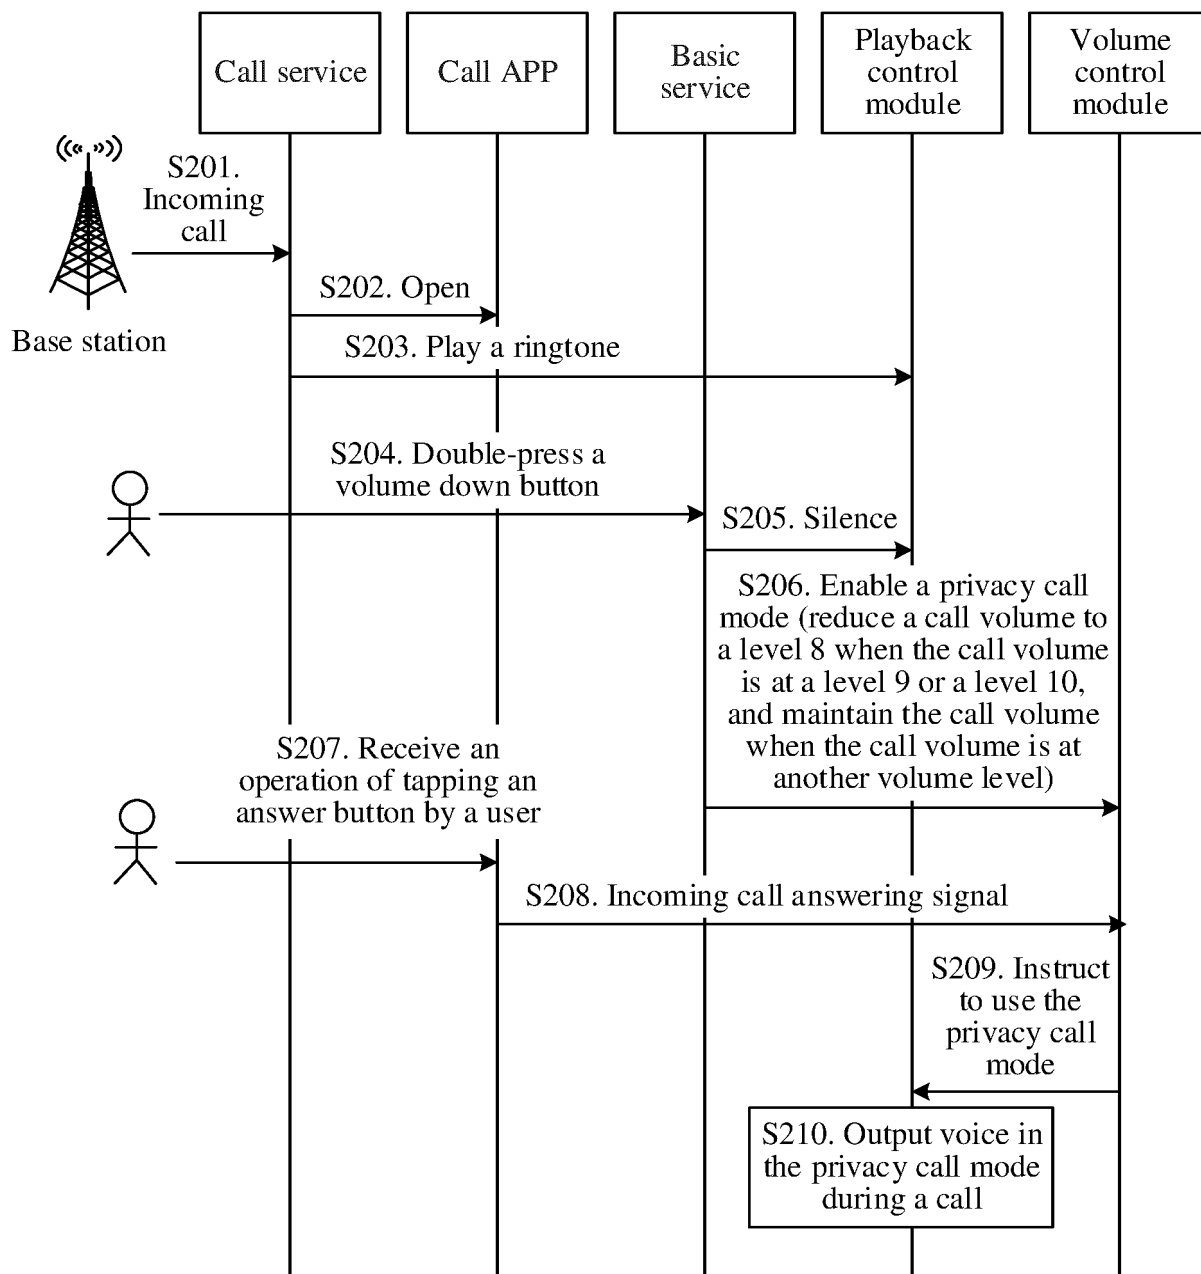 Call service
Call APP
Basic
service
Playback
control
module
Volume
control
module
S201.
Incoming
call
Base station
S202. Open
S203. Play a ringtone
S204. Double-press a
volume down button
S205. Silence
S206. Enable a privacy call
mode (reduce a call volume to
a level 8 when the call volume
is at a level 9 or a level 10,
and maintain the call volume
when the call volume is at
another volume level)
S207. Receive an
operation of tapping an
answer button by a user
S208. Incoming call answering signal
S209. Instruct
to use the
privacy call
mode
S210. Output voice in
the privacy call mode
during a call